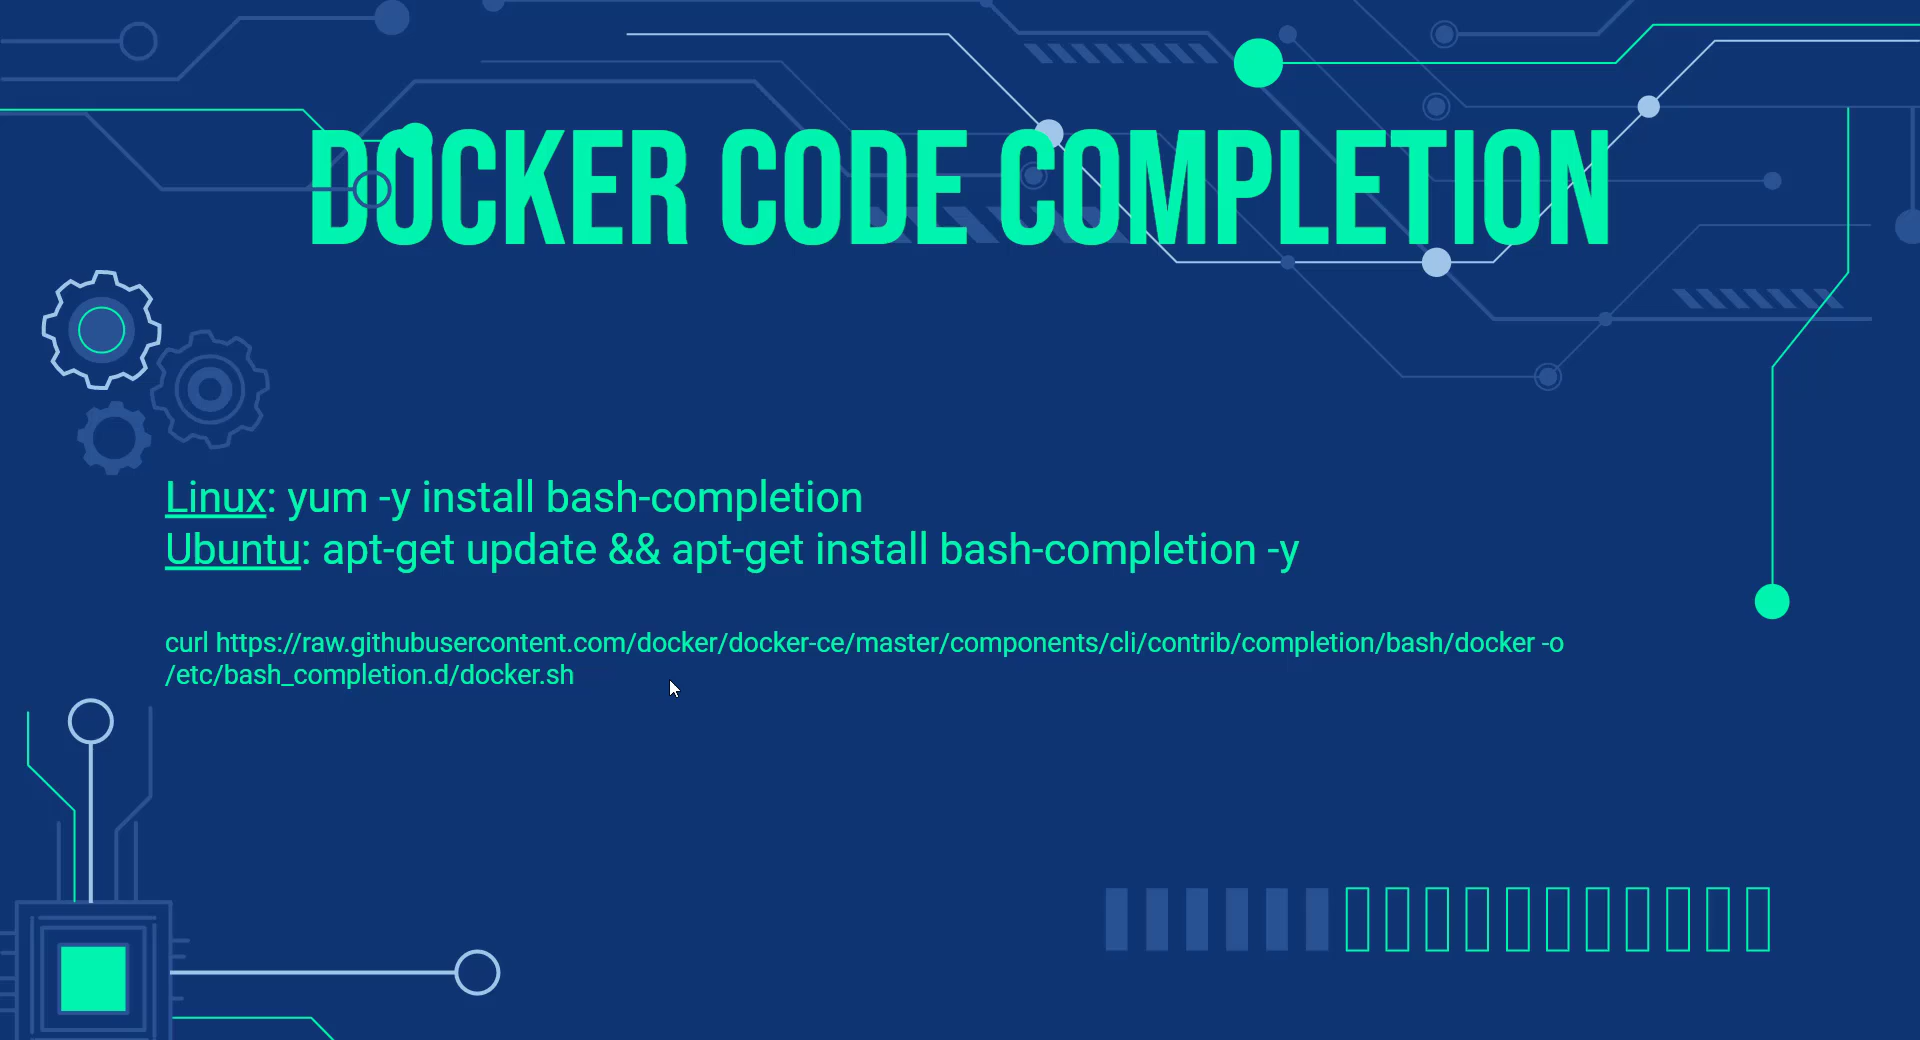 DOCKER CODE COMPLETION
Linux: yum -y install bash-completion
Ubuntu: apt-get update && apt-get install bash-completion -y
curl https://raw.githubusercontent.com/docker/docker-ce/master/components/cli/contrib/completion/bash/docker -o
/etc/bash_completion.d/docker.sh